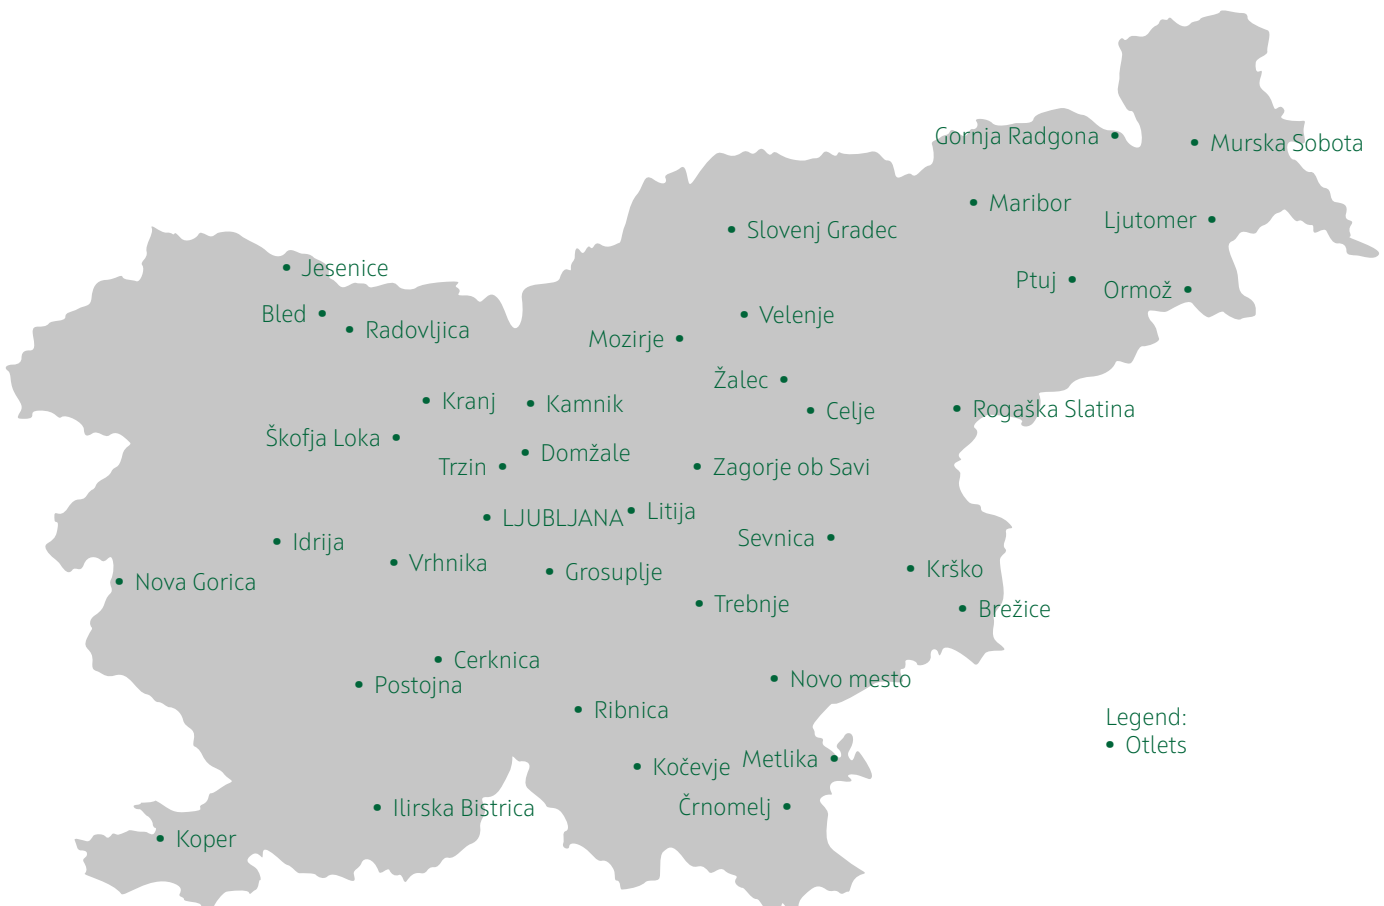 Gornja Radgona
Murska Sobota
Maribor
Ljutomer
Slovenj Gradec
Jesenice
Ptuj
Ormož
Bled
Velenje
Radovljica
Mozirje
Žalec
Kranj
Kamnik
Celje
Rogaška Slatina
Škofja Loka
Domžale
Trzin
Zagorje ob Savi
Litija
LJUBLJANA
Sevnica
Idrija
Vrhnika
Grosuplje
Krško
Nova Gorica
Trebnje
Brežice
Cerknica
Postojna
Novo mesto
Ribnica
Legend:
Otlets
Metlika
Kočevje
Črnomelj
Ilirska Bistrica
Koper